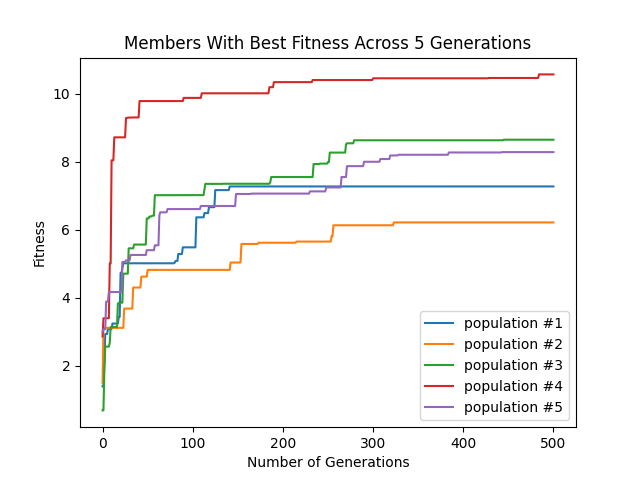 Members With Best Fitness Across 5 Generations
Fitness
10
8
6
4
2
0
100
200
300
400
500
Number of Generations
population #1
population #2
population #3
population #4
population #5